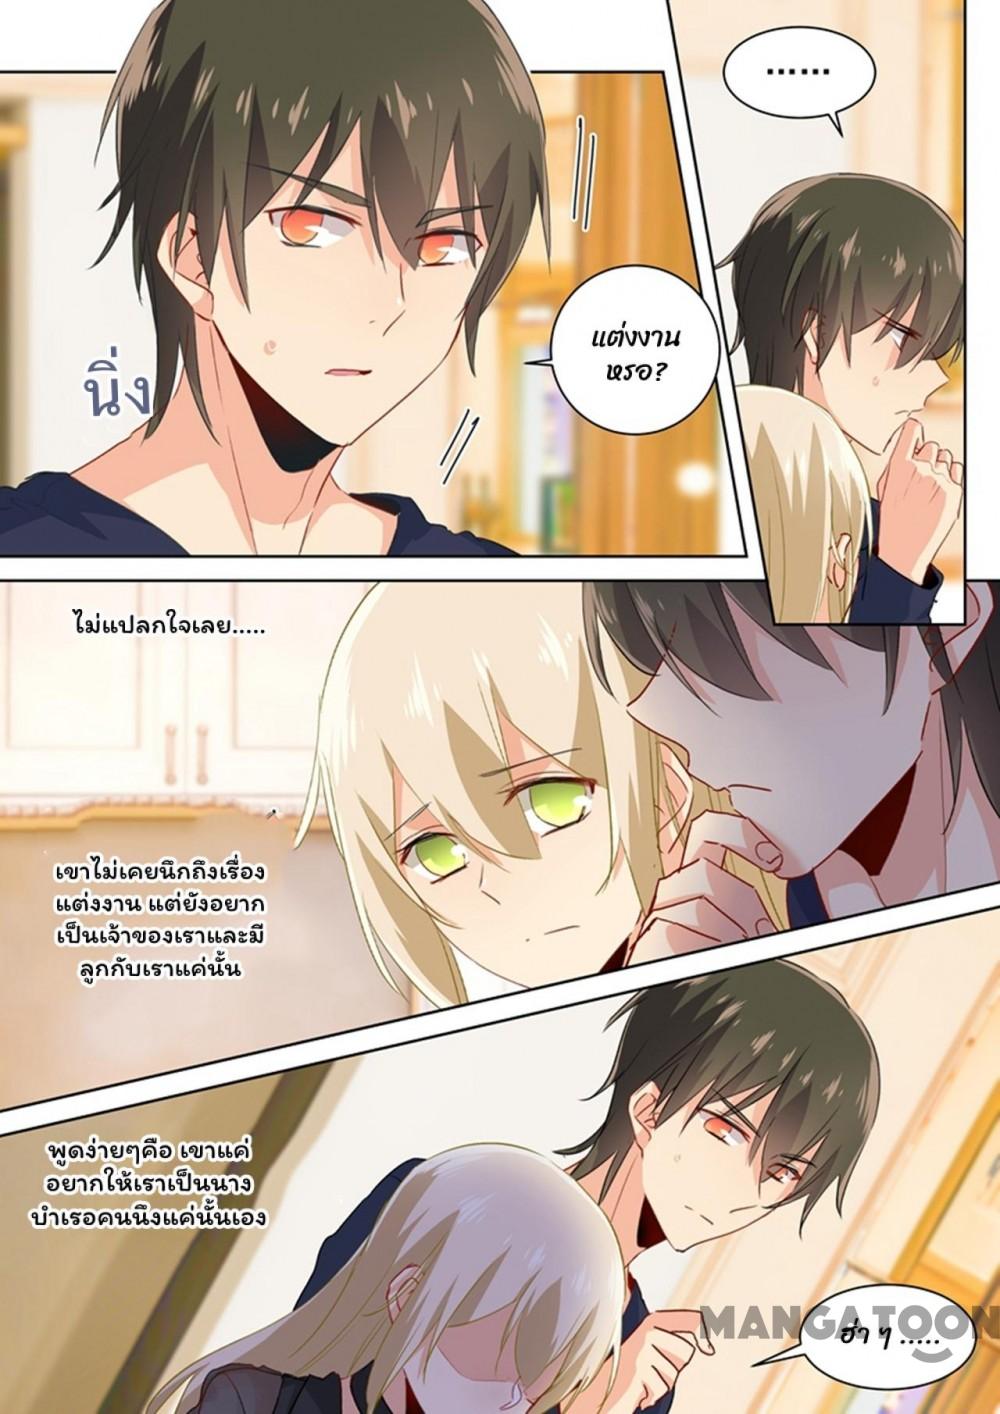 แต่งงาน
หรอ?
นิ่ง
......
ไม่แปลกใจเลย.....
เขาไม่เคยนึกถึงเรื่อง
แต่งงาน แต่ยังอยาก
เป็นเจ้าของเราและมี
ลูกกับเราแค่นั้น
พูดง่ายๆคือ เขาแค่
อยากให้เราเป็นนาง
บำเรอคนนึงแค่นั้นเอง
ฮ่า ๆ .....
MANGATOON